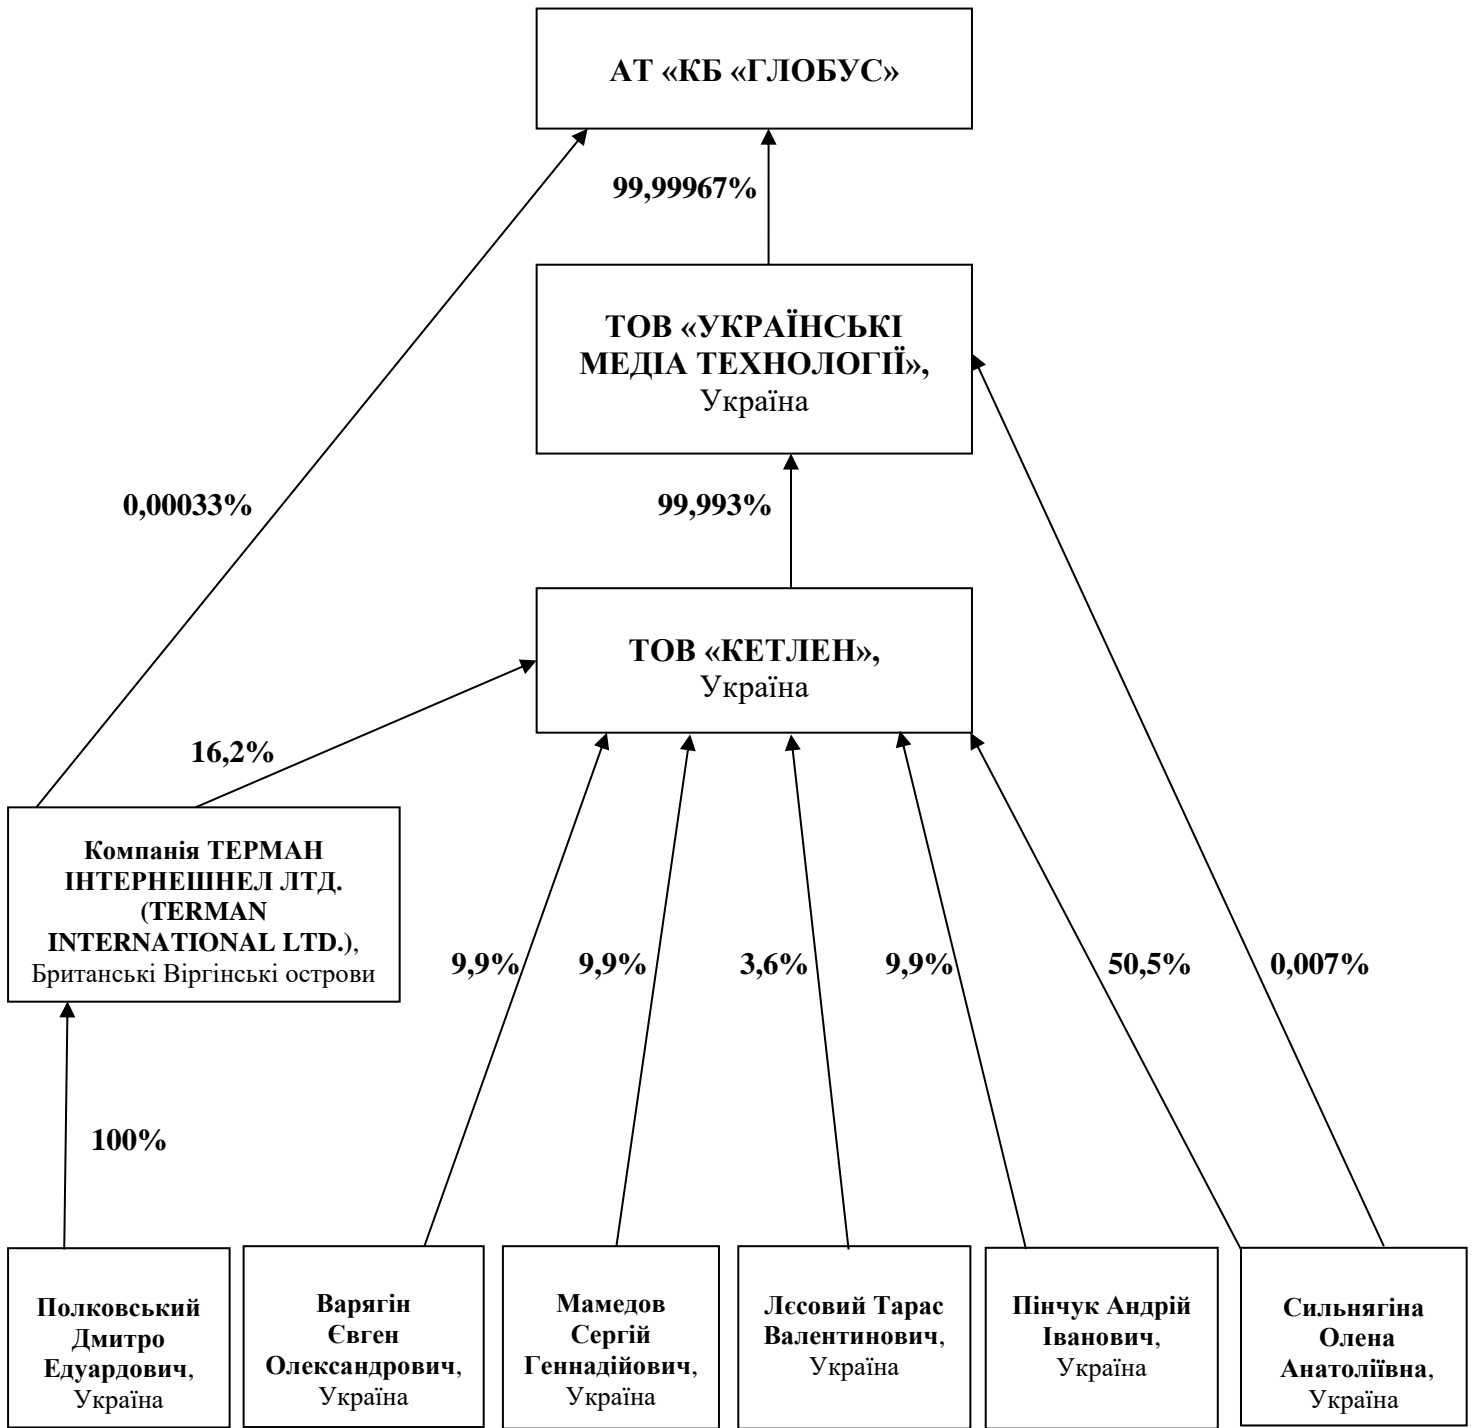 АТ «КБ «ГЛОБУС»
99,99967%
ТОВ «УКРАЇНСЬКІ
МЕДІА ТЕХНОЛОГІЇ»,
Україна
0,00033%
99,993%
ТОВ «КЕТЛЕН»,
Україна
16,2%
Компанія ТЕРМАН
ІНТЕРНЕШНЕЛ ЛТД.
(TERMAN
INTERNATIONAL LTD.),
Британські Віргінські острови
9,9%
9,9%
3,6%
9,9%
50,5%
0,007%
100%
Полковський
Дмитро
Едуардович,
Україна
Варягін
Євген
Олександрович,
Україна
Мамедов
Сергій
Геннадійович,
Україна
Лєсовий Тарас
Валентинович,
Україна
Пінчук Андрій
Іванович,
Україна
Сильнягіна
Олена
Анатоліївна,
Україна